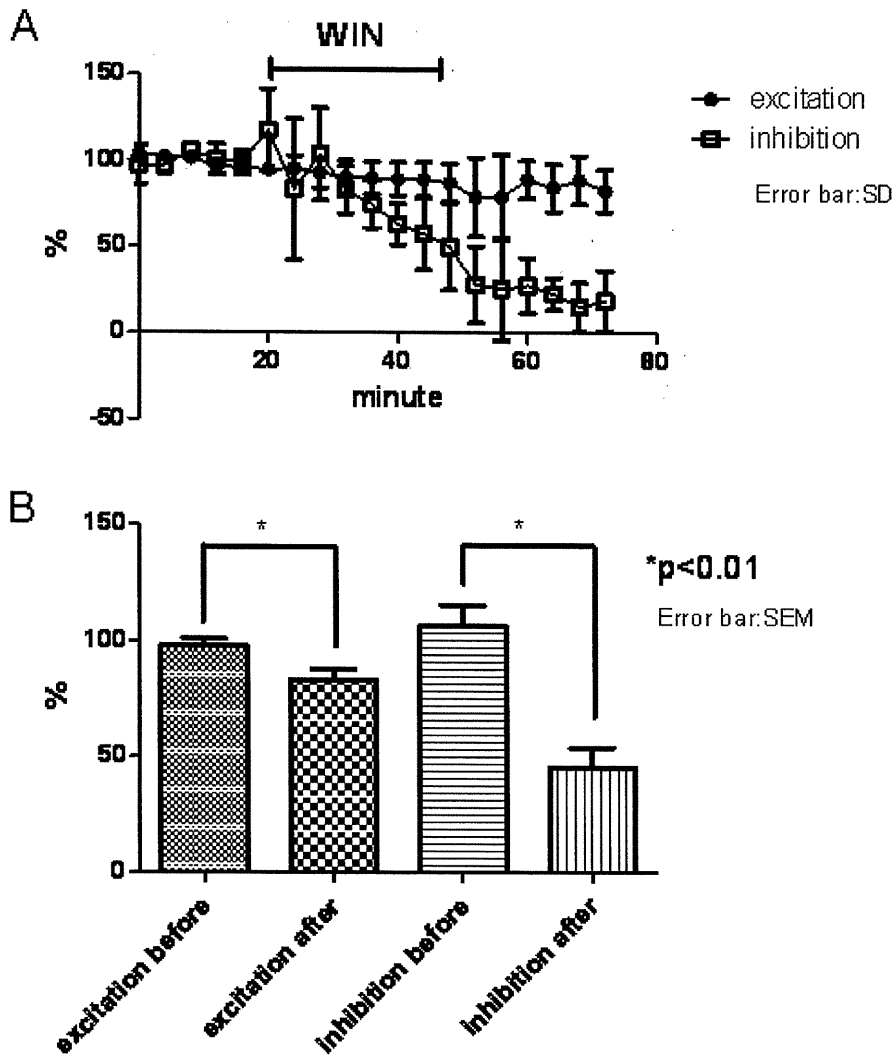 A
WIN
150
100
50
0
-50
%
20
40
60
80
minute
excitation
inhibition
Error bar:SD
B
150
100
50
0
%
*
*
*p<0.01
Error bar:SEM
excitation before
excitation after
inhibition before
inhibition after